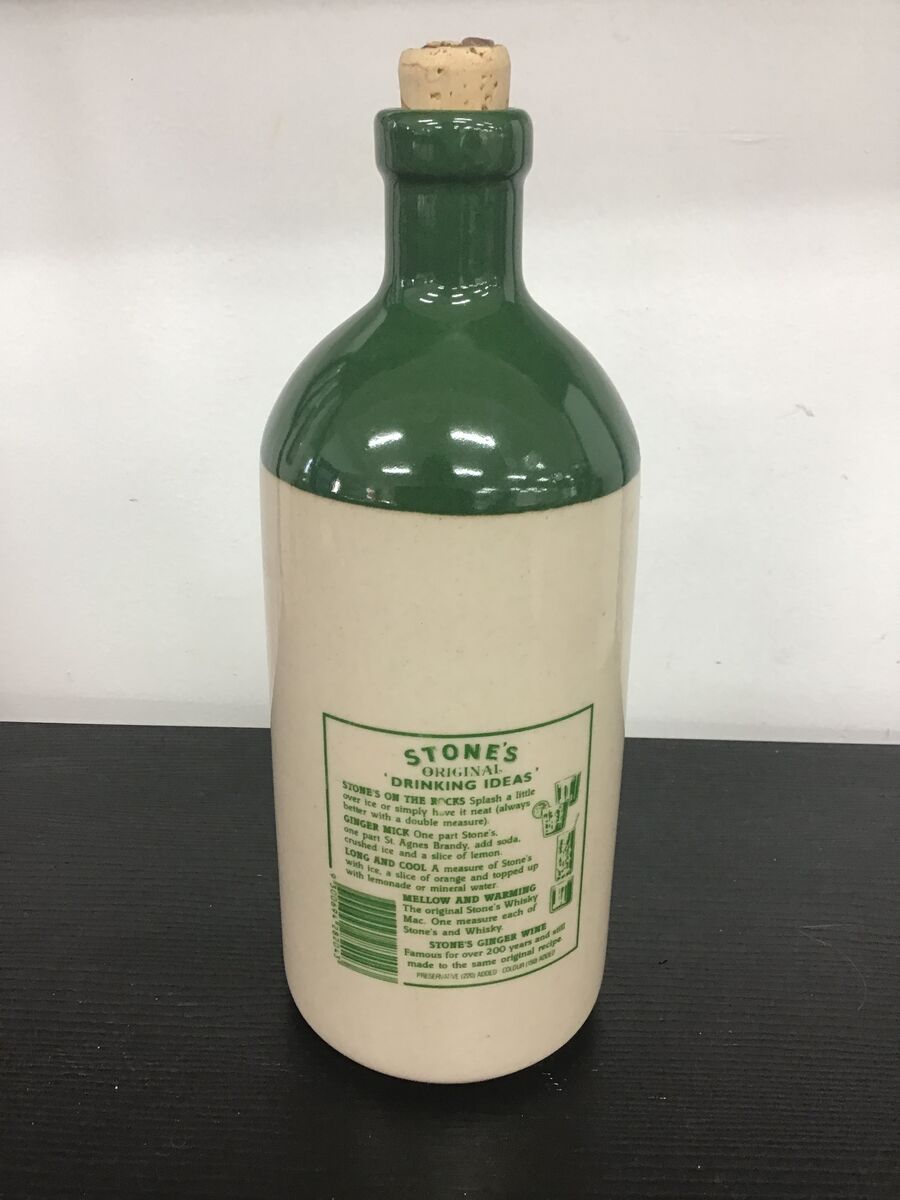 STONE'S
ORIGINAL
'DRINKING IDEAS'
STONE'S ON THE ROCKS Splash a little
over ice or simply have it neat (always
better with a double measure).
GINGER MICK One part Stone's,
one part St. Agnes Brandy, add soda,
crushed ice and a slice of lemon.
LONG AND COOL A measure of Stone's
with ice, a slice of orange and topped up
with lemonade or mineral water.
MELLOW AND WARMING
The original Stone's Whisky
Mac. One measure each of
Stone's and Whisky.
STONE'S GINGER WINE
Famous for over 200 years and still
made to the same original recipe
PRESERVATIVE (220) ADDED COLOUR (150) ADDED